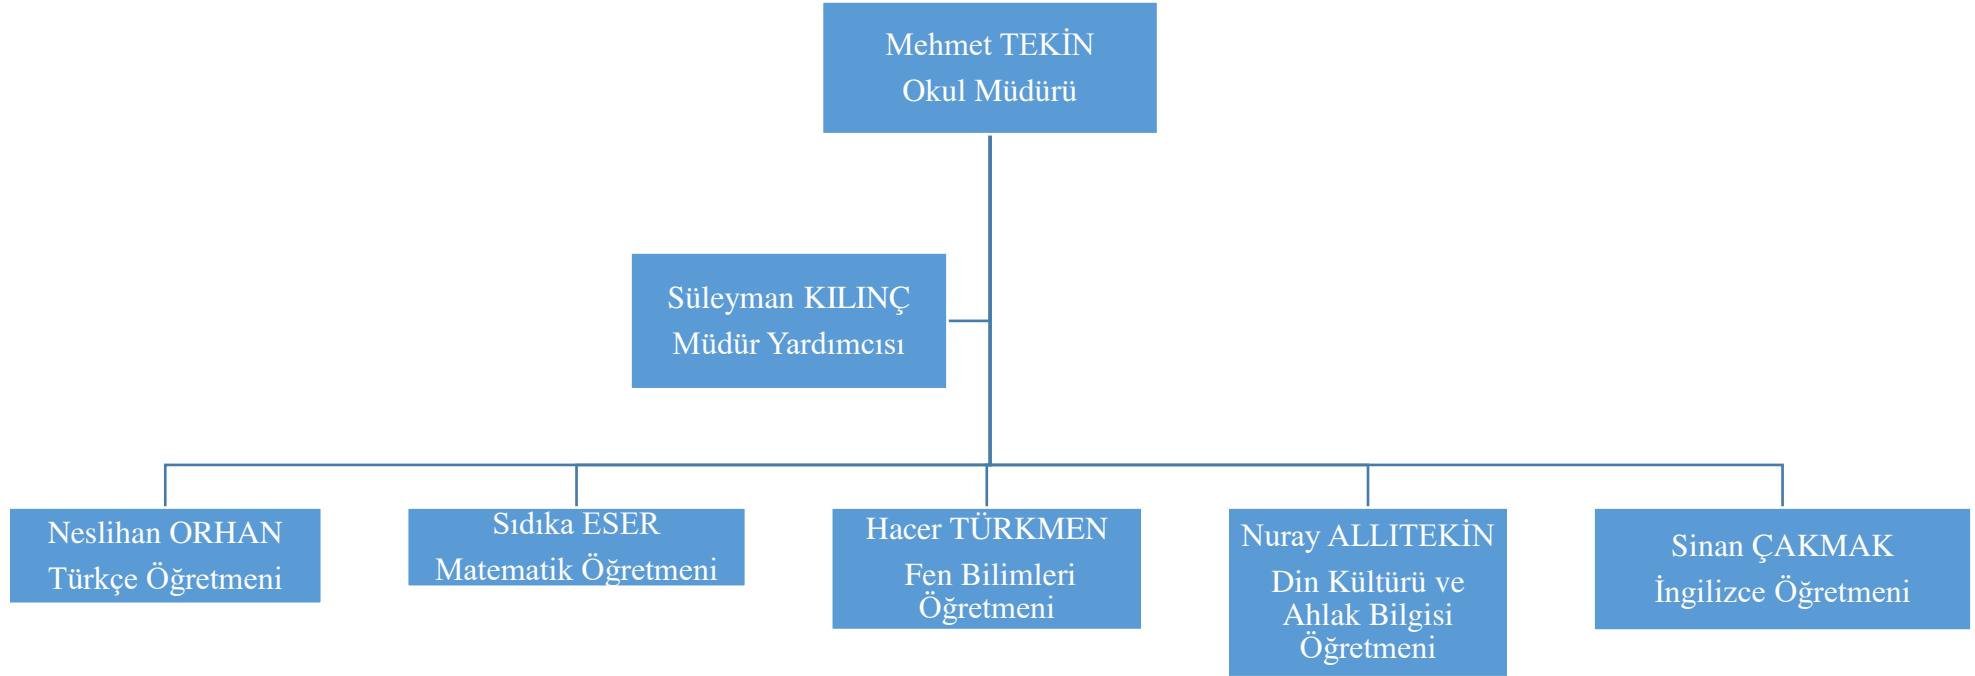 Mehmet TEKİN
Okul Müdürü
Süleyman KILINÇ
Müdür Yardımcısı
Neslihan ORHAN
Türkçe Öğretmeni
Sıdıka ESER
Matematik Öğretmeni
Hacer TÜRKMEN
Fen Bilimleri
Öğretmeni
Nuray ALLITEKİN
Din Kültürü ve
Ahlak Bilgisi
Öğretmeni
Sinan ÇAKMAK
İngilizce Öğretmeni